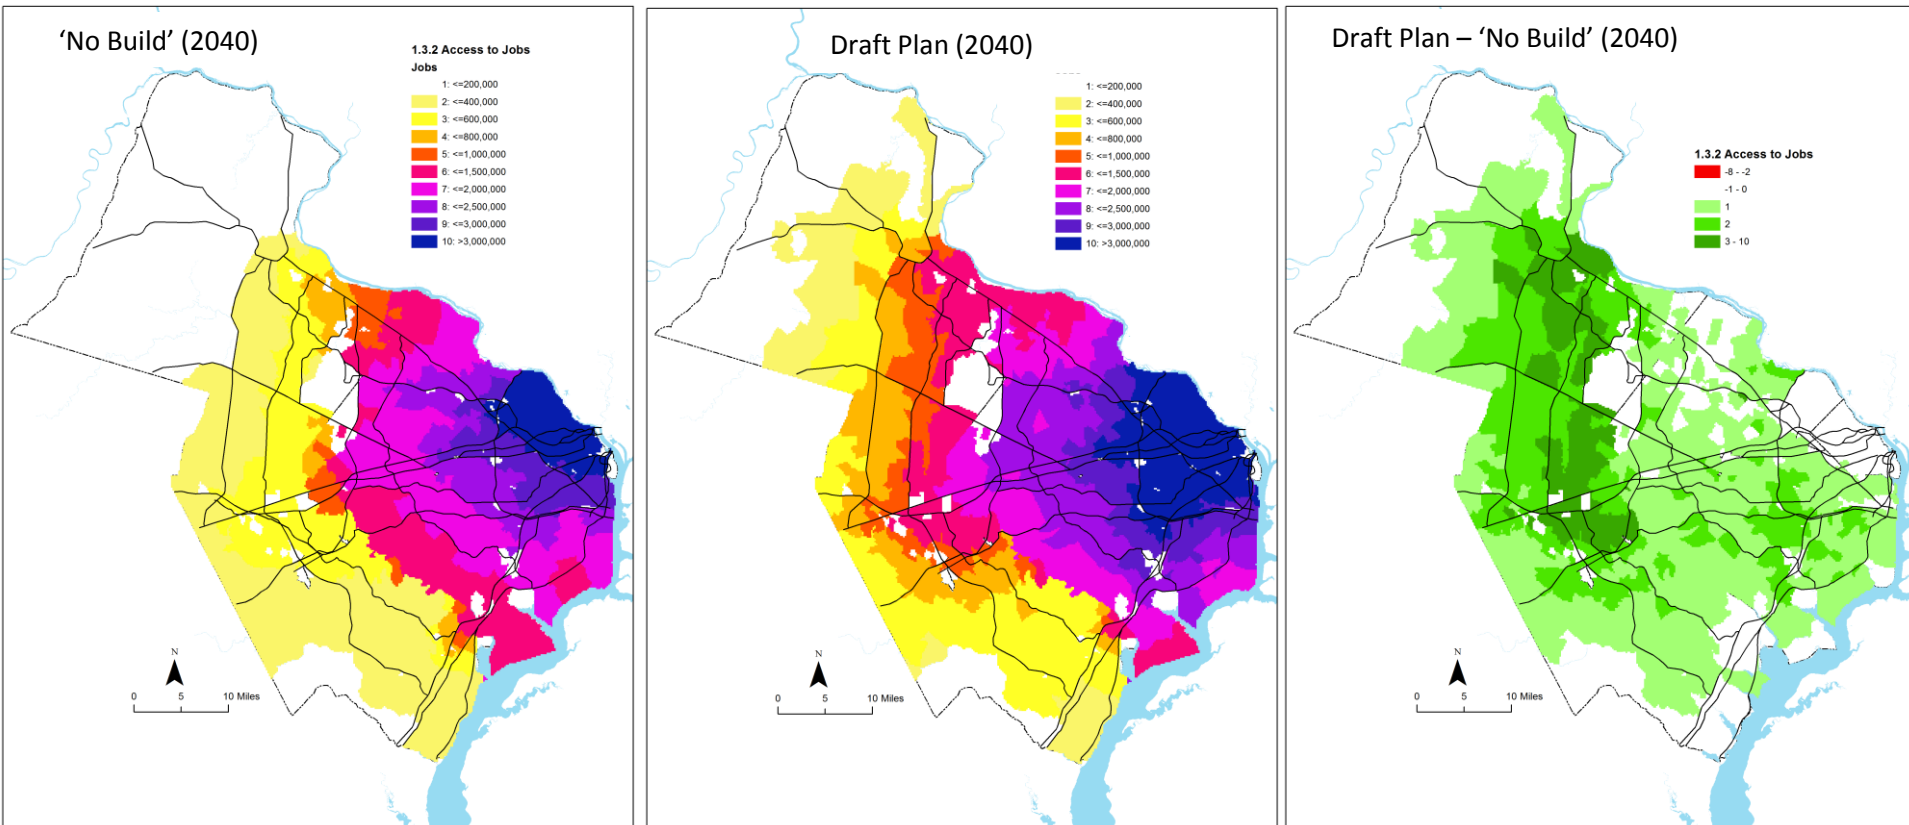 ‘No Build’ (2040)
1.3.2 Access to Jobs
Jobs
1: <=200,000
2: <=400,000
3: <=600,000
4: <=800,000
5: <=1,000,000
6: <=1,500,000
7: <=2,000,000
8: <=2,500,000
9: <=3,000,000
10: >3,000,000
N
0 5 10 Miles
Draft Plan (2040)
1: <=200,000
2: <=400,000
3: <=600,000
4: <=800,000
5: <=1,000,000
6: <=1,500,000
7: <=2,000,000
8: <=2,500,000
9: <=3,000,000
10: >3,000,000
N
0 5 10 Miles
Draft Plan – ‘No Build’ (2040)
1.3.2 Access to Jobs
-8 - -2
-1 - 0
1
2
3 - 10
N
0 5 10 Miles